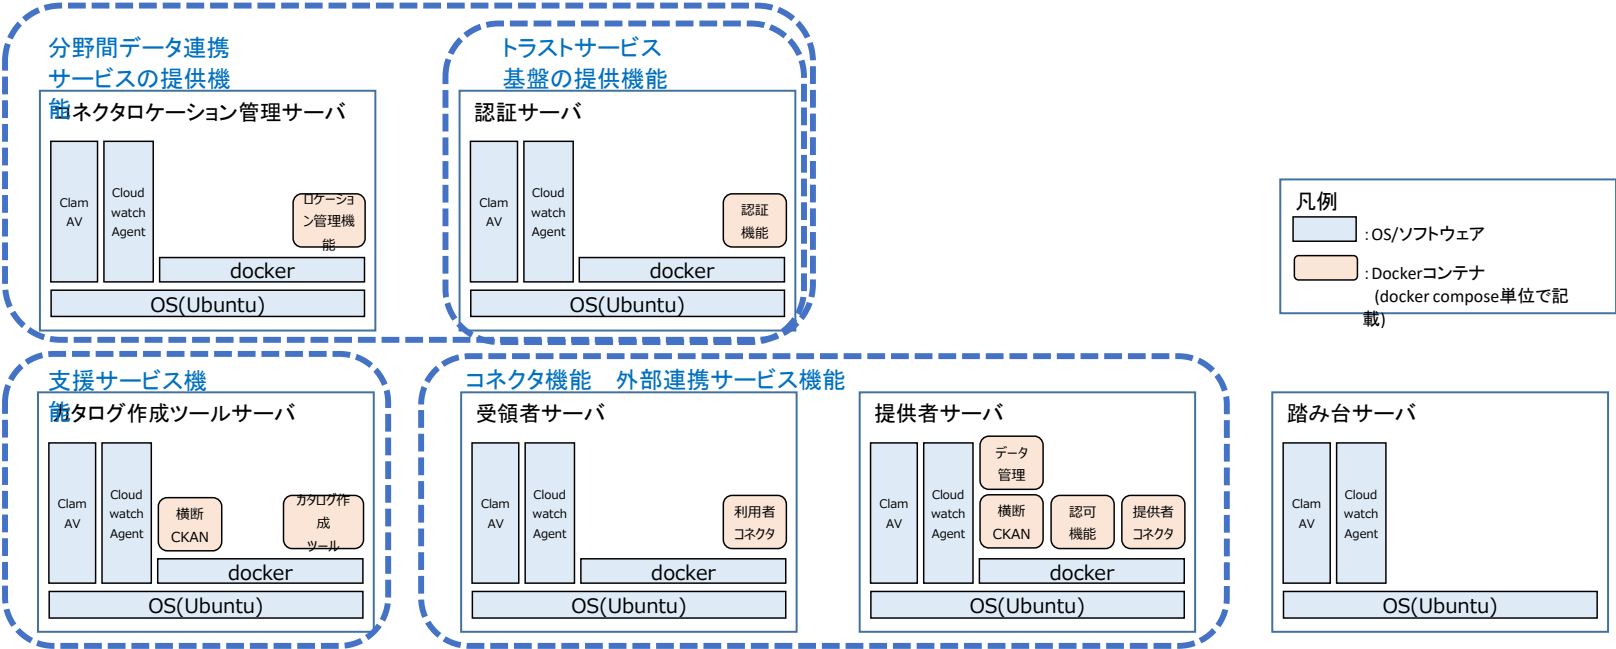 分野間データ連携
サービスの提供機
能
コネクタロケーション管理サーバ
Clam
AV
Cloud
watch
Agent
ロケーショ
ン管理機
能
docker
OS(Ubuntu)
トラストサービス
基盤の提供機能
認証サーバ
Clam
AV
Cloud
watch
Agent
認証
機能
docker
OS(Ubuntu)
凡例
：OS/ソフトウェア
：Dockerコンテナ
(docker compose単位で記
載)
支援サービス機
能
カタログ作成ツールサーバ
Clam
AV
Cloud
watch
Agent
横断
CKAN
カタログ作
成
ツール
docker
OS(Ubuntu)
コネクタ機能　外部連携サービス機能
受領者サーバ
Clam
AV
Cloud
watch
Agent
利用者
コネクタ
docker
OS(Ubuntu)
提供者サーバ
Clam
AV
Cloud
watch
Agent
データ
管理
横断
CKAN
認可
機能
提供者
コネクタ
docker
OS(Ubuntu)
踏み台サーバ
Clam
AV
Cloud
watch
Agent
OS(Ubuntu)